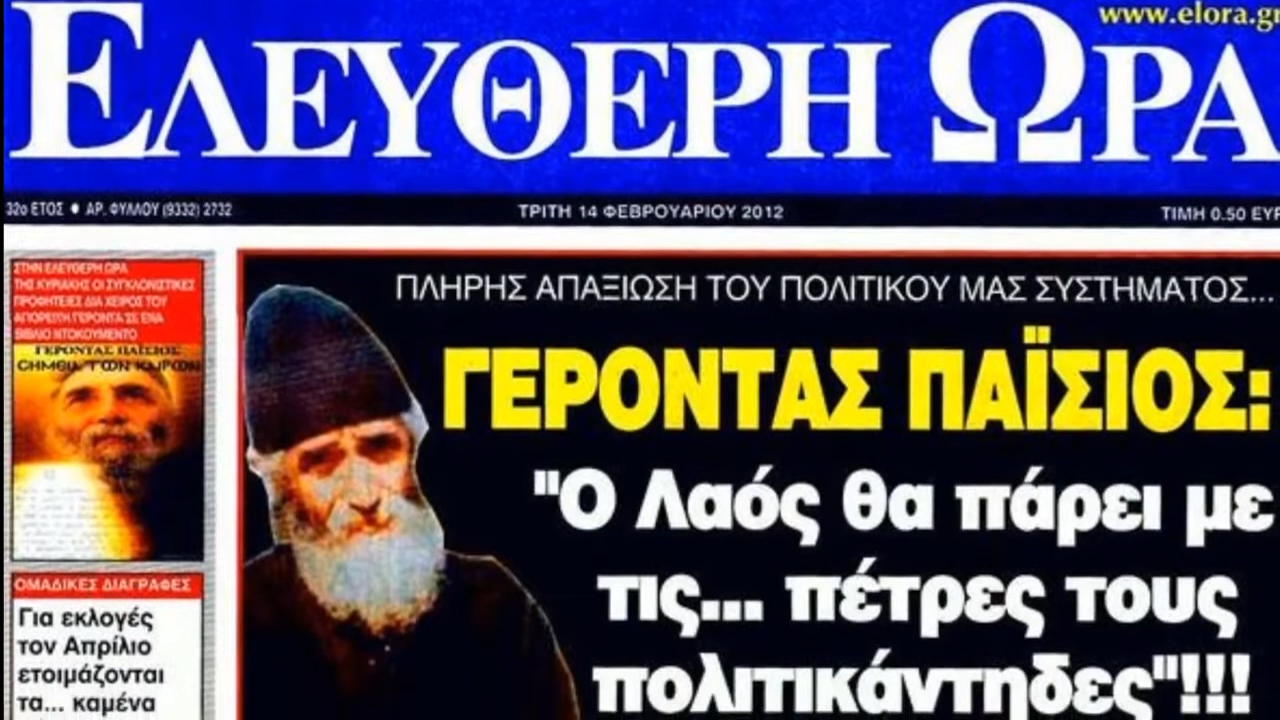 www.elora.gr
ΕΛΕΥΘΕΡΗ ΩΡΑ
32ο ΕΤΟΣ • ΑΡ. ΦΥΛΛΟΥ (9332) 2732
ΤΡΙΤΗ 14 ΦΕΒΡΟΥΑΡΙΟΥ 2012
ΤΙΜΗ 0.50 ΕΥΡ
ΣΤΗΝ ΕΛΕΥΘΕΡΗ ΩΡΑ
ΤΗΣ ΚΥΡΙΑΚΗΣ ΟΙ ΣΥΓΚΛΟΝΙΣΤΙΚΕΣ
ΠΡΟΦΗΤΕΙΕΣ ΔΙΑ ΧΕΙΡΟΣ ΤΟΥ
ΑΠΟΡΕΙΤΗ ΓΕΡΟΝΤΑ ΣΕ ΕΝΑ
ΒΙΒΛΙΟ ΝΤΟΚΟΥΜΕΝΤΟ
ΓΕΡΟΝΤΑΣ ΠΑΪΣΙΟΣ
ΣΗΜΕΙΑ ΤΩΝ ΚΑΙΡΩΝ
ΟΜΑΔΙΚΕΣ ΔΙΑΓΡΑΦΕΣ
Για εκλογές
τον Απρίλιο
ετοιμάζονται
τα... καμένα
ΠΛΗΡΗΣ ΑΠΑΞΙΩΣΗ ΤΟΥ ΠΟΛΙΤΙΚΟΥ ΜΑΣ ΣΥΣΤΗΜΑΤΟΣ...
ΓΕΡΟΝΤΑΣ ΠΑΪΣΙΟΣ:
"Ο Λαός θα πάρει με
τις... πέτρες τους
πολιτικάντηδες"!!!